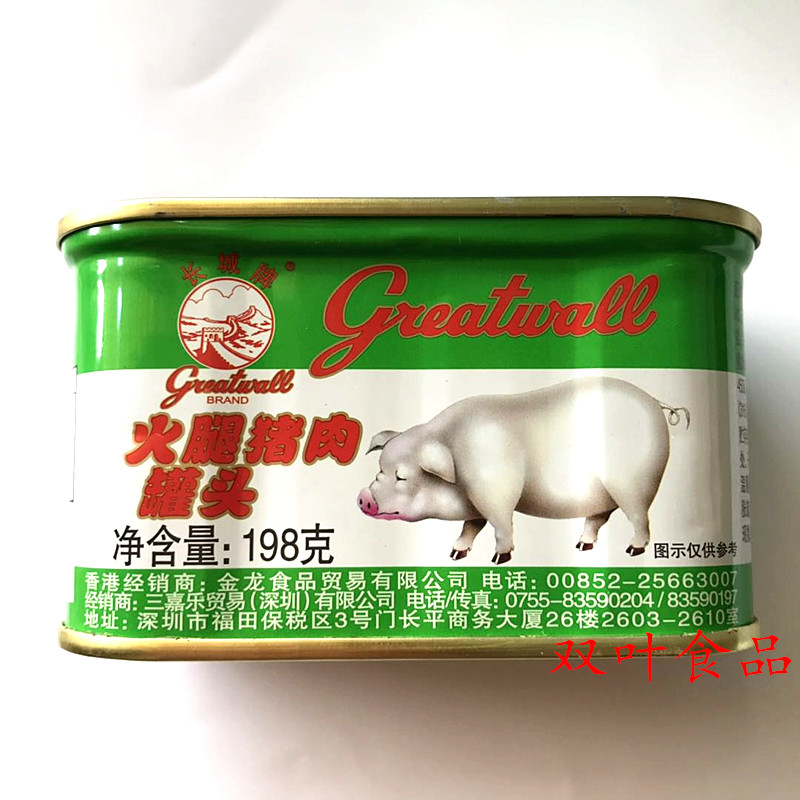 长城牌®
Greatwall
Greatwall
BRAND
火腿猪肉
罐头
净含量:198克
图示仅供参考
香港经销商:金龙食品贸易有限公司 电话:00852-25663007
经销商:三嘉乐贸易(深圳)有限公司 电话/传真:0755-83590204/83590197
地址:深圳市福田保税区3号门长平商务大厦26楼2603-2610室
双叶食品